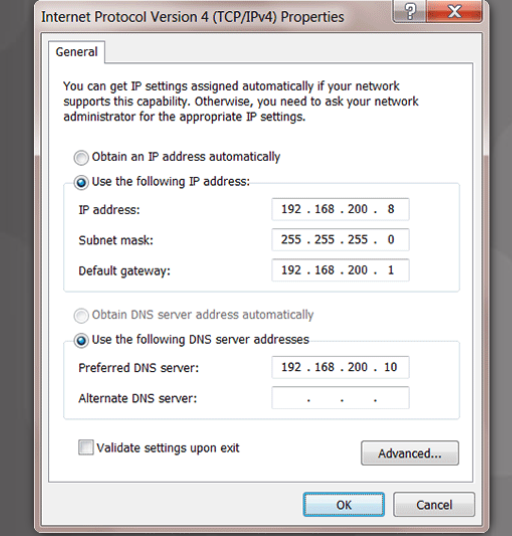 Internet Protocol Version 4 (TCP/IPv4) Properties
?
X
General
You can get IP settings assigned automatically if your network
supports this capability. Otherwise, you need to ask your network
administrator for the appropriate IP settings.
Obtain an IP address automatically
Use the following IP address:
IP address: 192 . 168 . 200 . 8
Subnet mask: 255 . 255 . 255 . 0
Default gateway: 192 . 168 . 200 . 1
Obtain DNS server address automatically
Use the following DNS server addresses
Preferred DNS server: 192 . 168 . 200 . 10
Alternate DNS server: . . .
Validate settings upon exit
Advanced...
OK Cancel